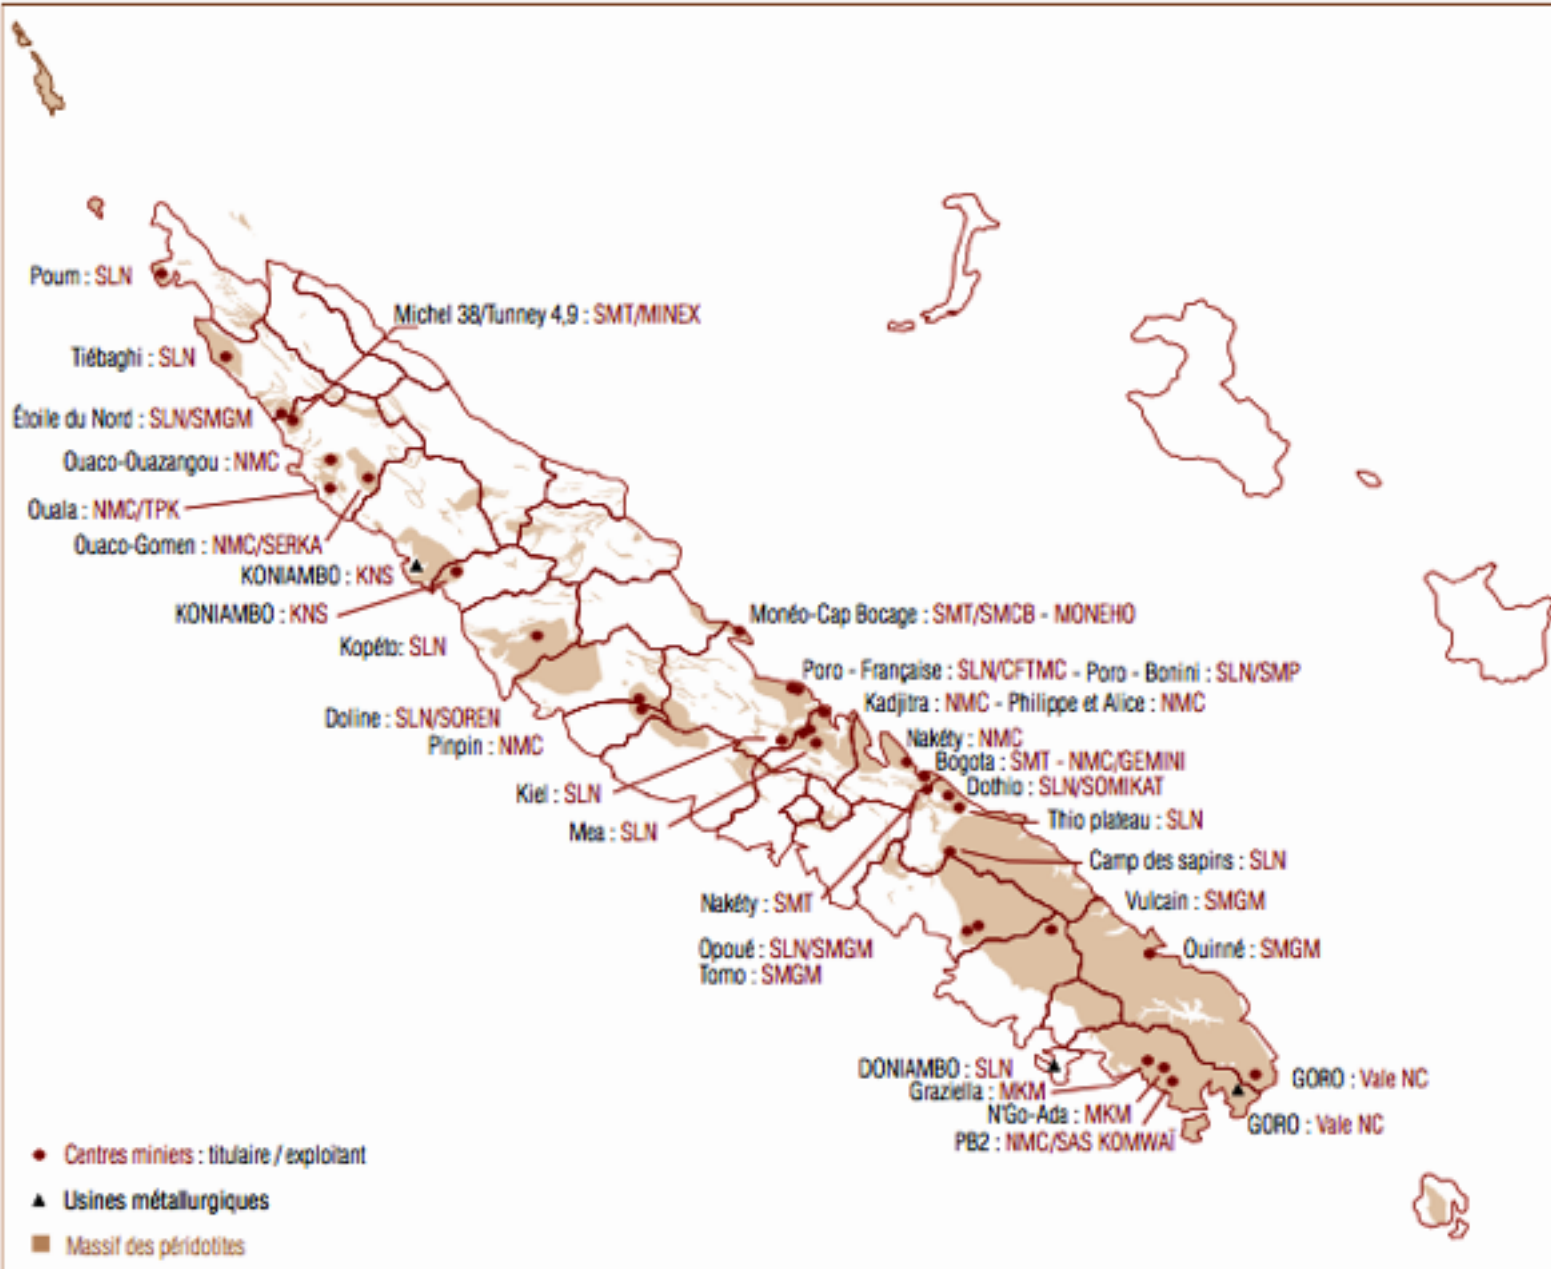 Poum : SLN
Michel 38/Tunney 4,9 : SMT/MINEX
Tiébaghi : SLN
Étoile du Nord : SLN/SMGM
Ouaco-Ouazangou : NMC
Ouala : NMC/TPK
Ouaco-Gomen : NMC/SERKA
KONIAMBO : KNS
KONIAMBO : KNS
Kopéto: SLN
Monéo-Cap Bocage : SMT/SMCB - MONEHO
Poro - Française : SLN/CFTMC - Poro - Bonini : SLN/SMP
Kadjitra : NMC - Philippe et Alice : NMC
Doline : SLN/SOREN
Pinpin : NMC
Nakéty : NMC
Bogota : SMT - NMC/GEMINI
Dothio : SLN/SOMIKAT
Kiel : SLN
Thio plateau : SLN
Mea : SLN
Camp des sapins : SLN
Nakéty : SMT
Vulcain : SMGM
Opoué : SLN/SMGM
Ouinné : SMGM
Tomo : SMGM
DONIAMBO : SLN
GORO : Vale NC
Graziella : MKM
N'Go-Ada : MKM
GORO : Vale NC
PB2 : NMC/SAS KOMWAÏ
Centres miniers : titulaire / exploitant
Usines métallurgiques
Massif des péridotites